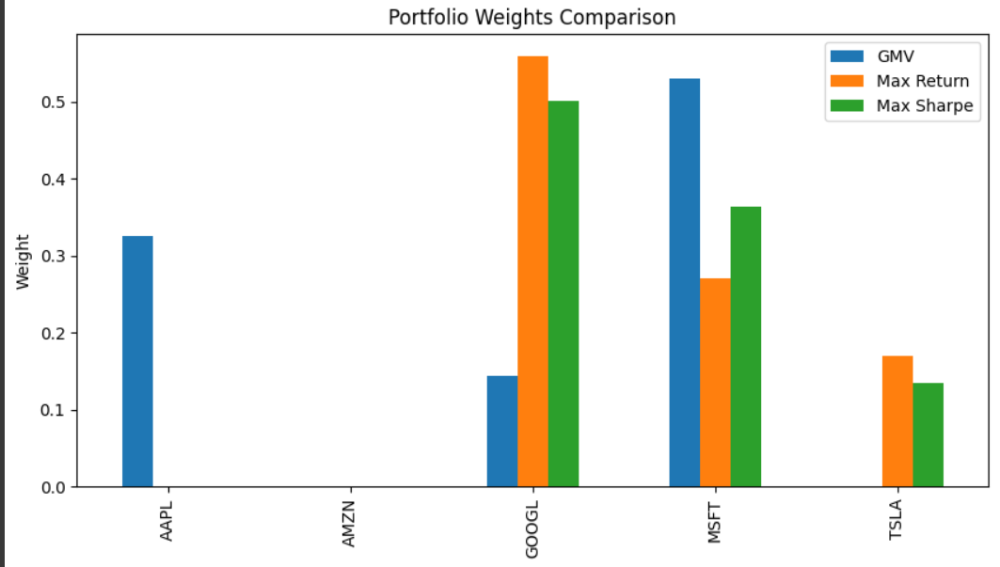 Portfolio Weights Comparison
GMV
Max Return
Max Sharpe
Weight
0.5
0.4
0.3
0.2
0.1
0.0
AAPL
AMZN
GOOGL
MSFT
TSLA